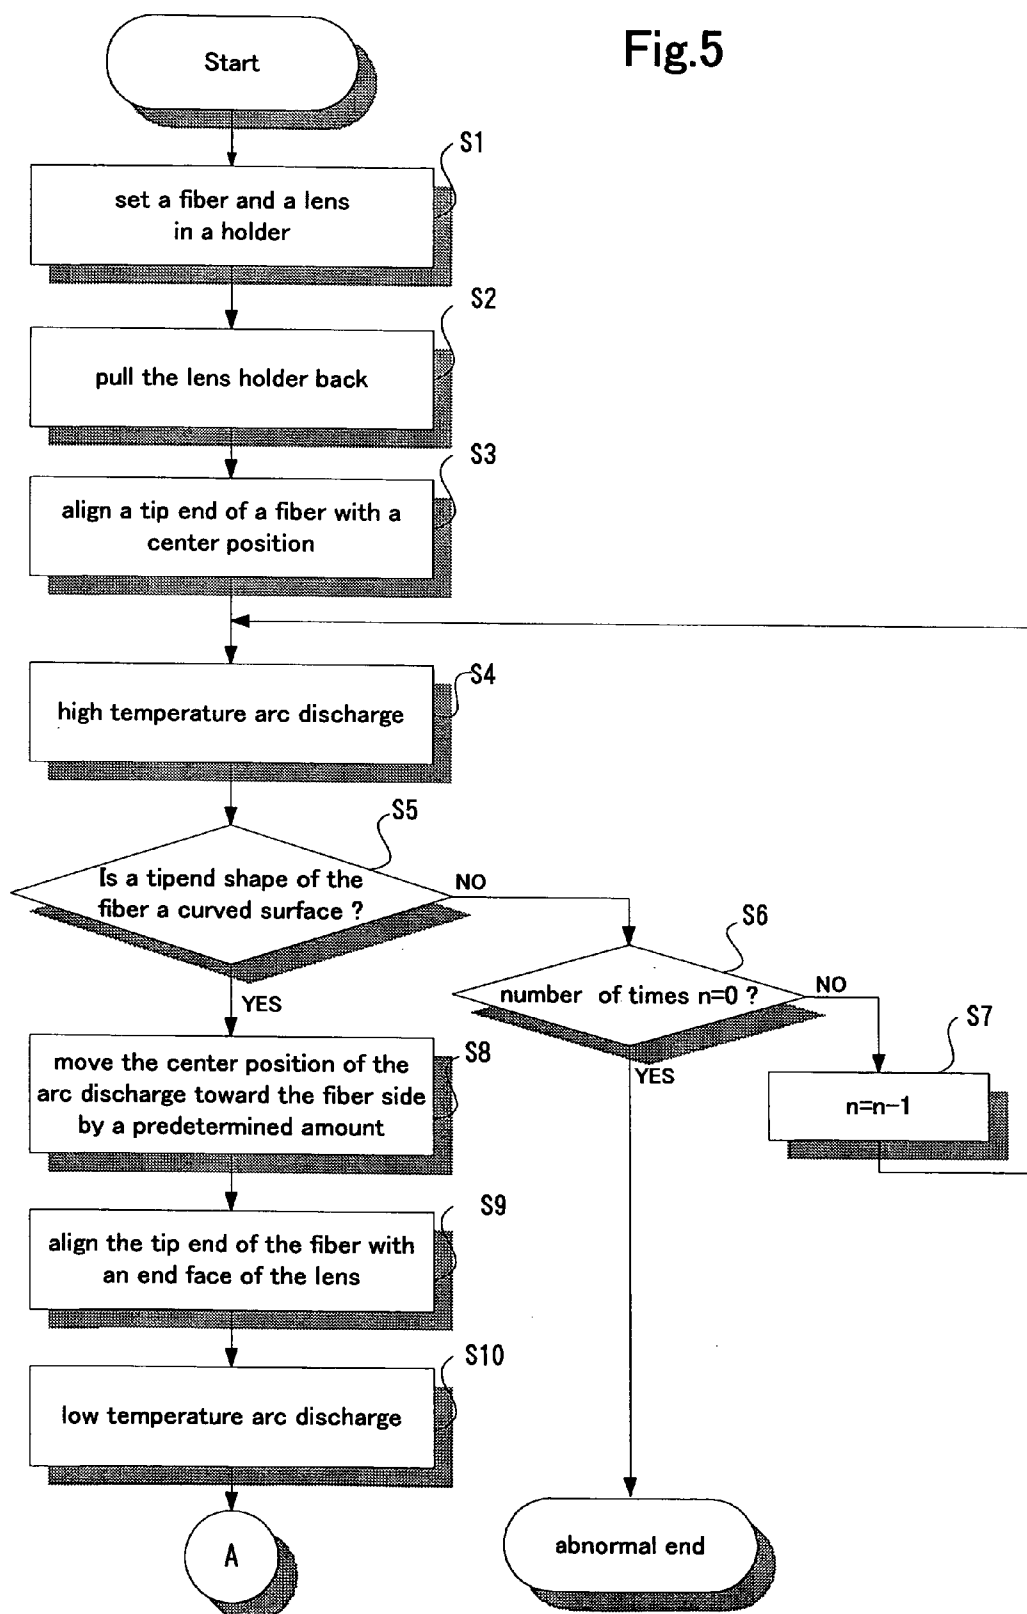 Fig.5
Start
S1
set a fiber and a lens
in a holder
S2
pull the lens holder back
S3
align a tip end of a fiber with a
center position
S4
high temperature arc discharge
S5
Is a tipend shape of the
fiber a curved surface ?
NO
YES
S6
number of times n=0 ?
NO
YES
S7
n=n-1
S8
move the center position of the
arc discharge toward the fiber side
by a predetermined amount
S9
align the tip end of the fiber with
an end face of the lens
S10
low temperature arc discharge
A
abnormal end